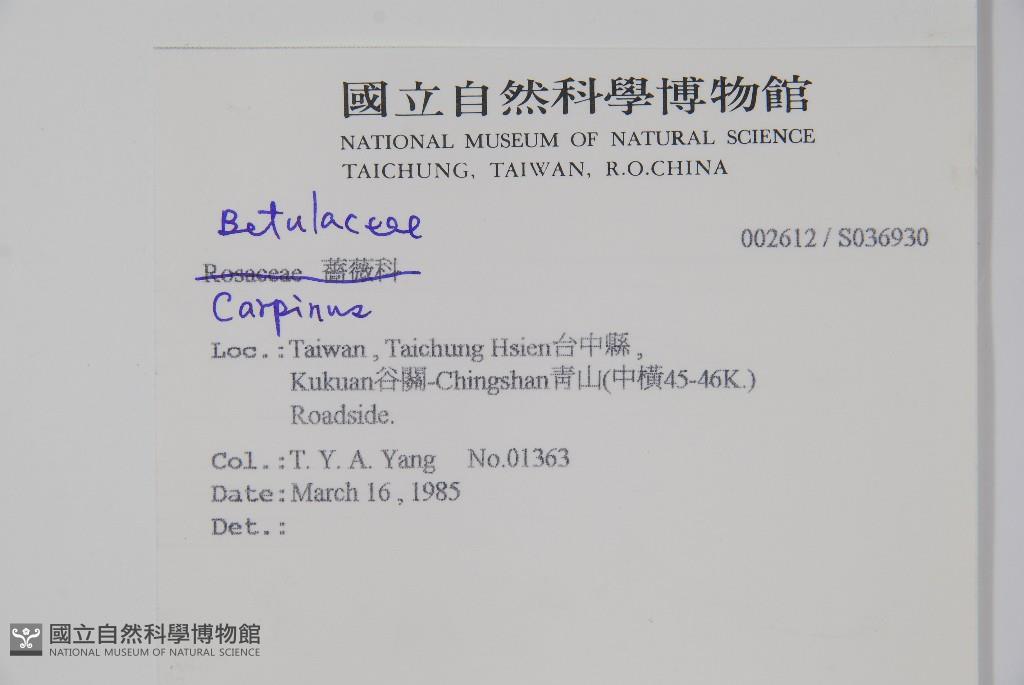 國立自然科學博物館
NATIONAL MUSEUM OF NATURAL SCIENCE
TAICHUNG, TAIWAN, R.O.CHINA
Betulaceae
002612 / S036930
Rosaceae 薔薇科
Carpinus
Loc.:Taiwan , Taichung Hsien台中縣 ,
Kukuan谷關-Chingshan青山(中橫45-46K.)
Roadside.
Col.:T. Y. A. Yang No.01363
Date:March 16 , 1985
Det.:
國立自然科學博物館
NATIONAL MUSEUM OF NATURAL SCIENCE